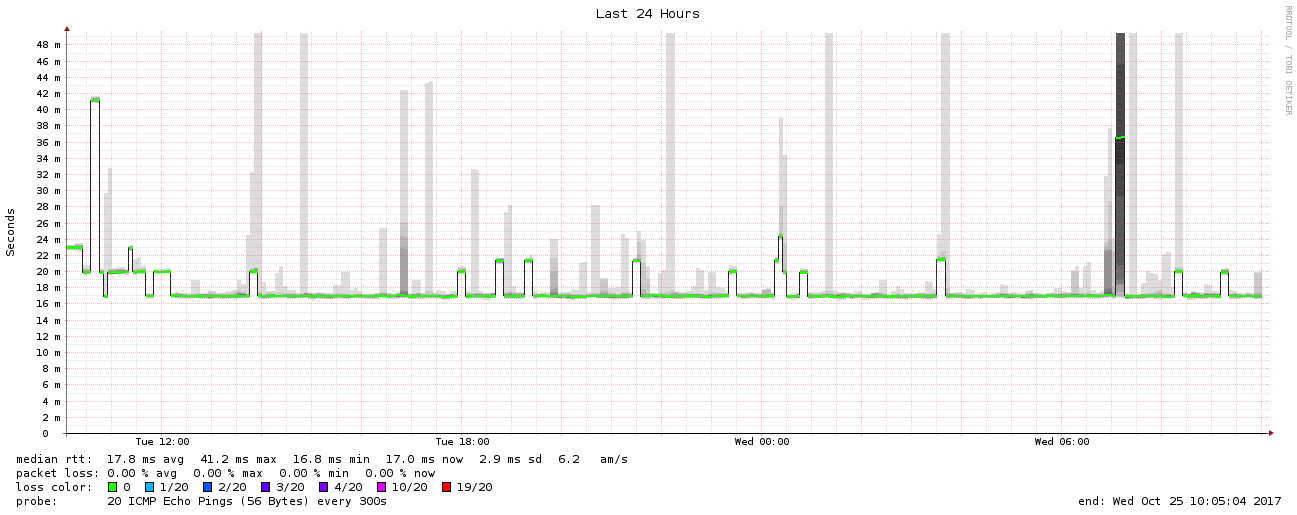 Last 24 Hours
RRDTOOL / TOBI OETIKER
Seconds
48 m
46 m
44 m
42 m
40 m
38 m
36 m
34 m
32 m
30 m
28 m
26 m
24 m
22 m
20 m
18 m
16 m
14 m
12 m
10 m
8 m
6 m
4 m
2 m
0
Tue 12:00 Tue 18:00 Wed 00:00 Wed 06:00
median rtt: 17.8 ms avg 41.2 ms max 16.8 ms min 17.0 ms now 2.9 ms sd 6.2 am/s
packet loss: 0.00 % avg 0.00 % max 0.00 % min 0.00 % now
loss color: 0 1/20 2/20 3/20 4/20 10/20 19/20
probe: 20 ICMP Echo Pings (56 Bytes) every 300s end: Wed Oct 25 10:05:04 2017